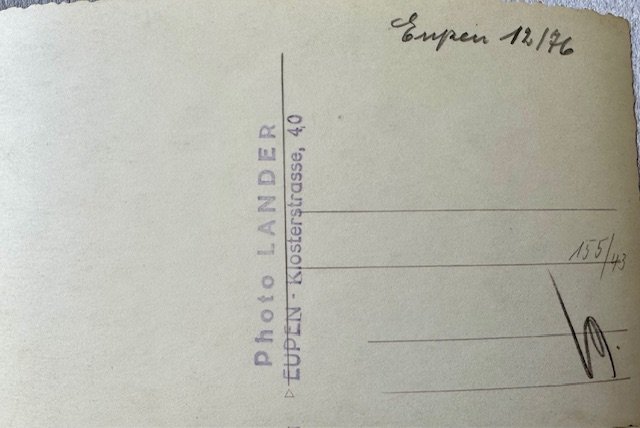 Eupen 12/76
Photo LANDER
EUPEN - Klosterstrasse, 40
155/43